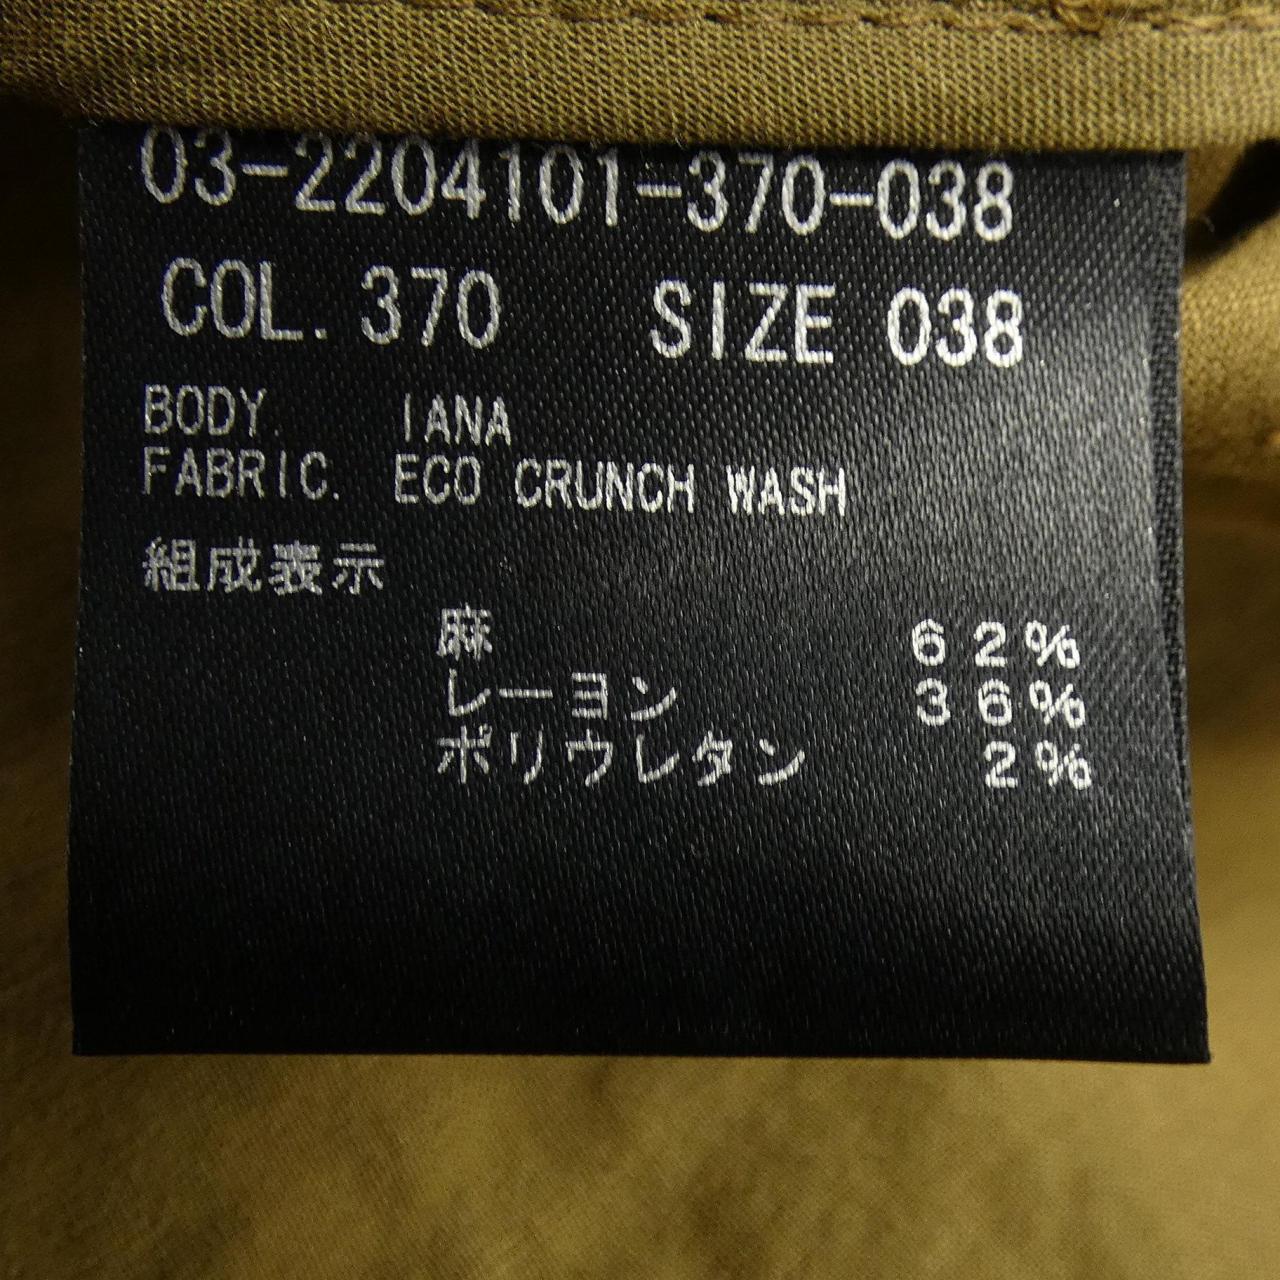 03-2204101-370-038
COL. 370 SIZE 038
BODY. IANA
FABRIC. ECO CRUNCH WASH
組成表示
麻 62%
レーヨン 36%
ポリウレタン 2%